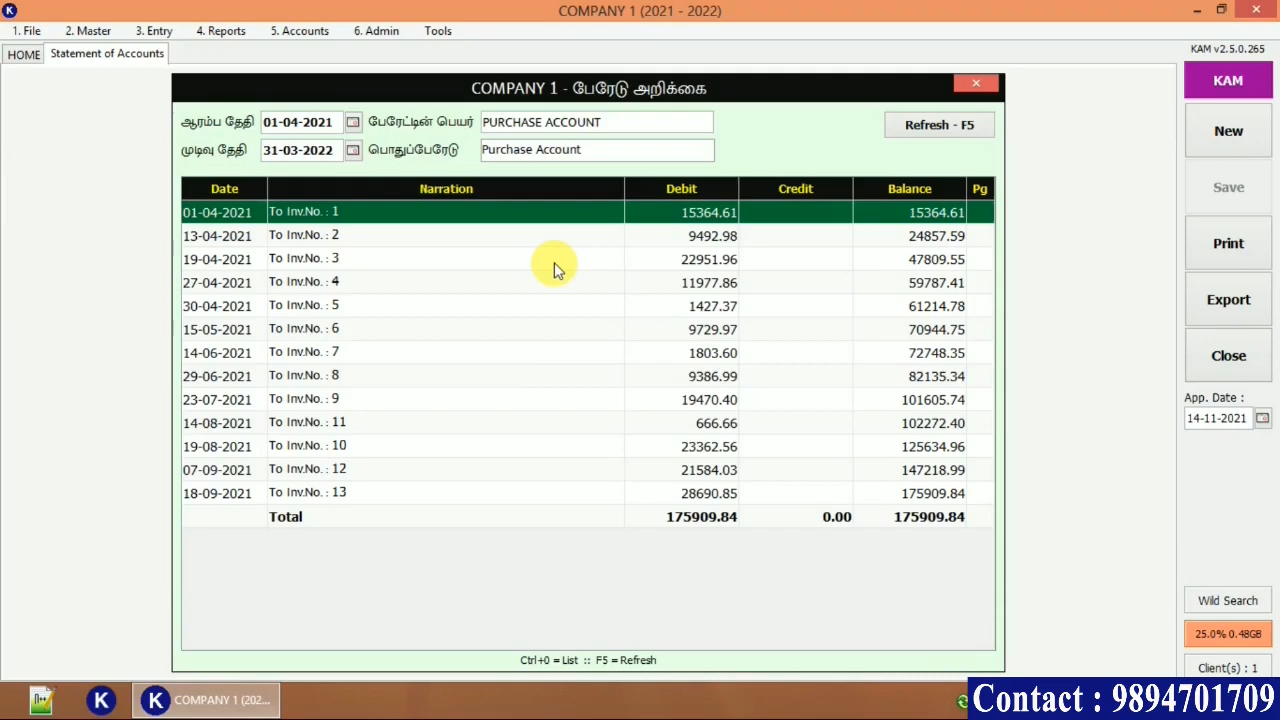 COMPANY 1 (2021 - 2022)
1. File 2. Master 3. Entry 4. Reports 5. Accounts 6. Admin Tools
HOME Statement of Accounts
KAM v2.5.0.265
KAM
New
Save
Print
Export
Close
App. Date :
14-11-2021
Wild Search
25.0% 0.48GB
Client(s) : 1
COMPANY 1 - பேரேடு அறிக்கை
ஆரம்ப தேதி 01-04-2021 பேரேட்டின் பெயர் PURCHASE ACCOUNT
Refresh - F5
முடிவு தேதி 31-03-2022 பொதுப்பேரேடு Purchase Account
Date Narration Debit Credit Balance Pg
01-04-2021 To Inv.No. : 1 15364.61 15364.61
13-04-2021 To Inv.No. : 2 9492.98 24857.59
19-04-2021 To Inv.No. : 3 22951.96 47809.55
27-04-2021 To Inv.No. : 4 11977.86 59787.41
30-04-2021 To Inv.No. : 5 1427.37 61214.78
15-05-2021 To Inv.No. : 6 9729.97 70944.75
14-06-2021 To Inv.No. : 7 1803.60 72748.35
29-06-2021 To Inv.No. : 8 9386.99 82135.34
23-07-2021 To Inv.No. : 9 19470.40 101605.74
14-08-2021 To Inv.No. : 11 666.66 102272.40
19-08-2021 To Inv.No. : 10 23362.56 125634.96
07-09-2021 To Inv.No. : 12 21584.03 147218.99
18-09-2021 To Inv.No. : 13 28690.85 175909.84
Total 175909.84 0.00 175909.84
Ctrl+0 = List :: F5 = Refresh
K K COMPANY 1 (202...
Contact : 9894701709